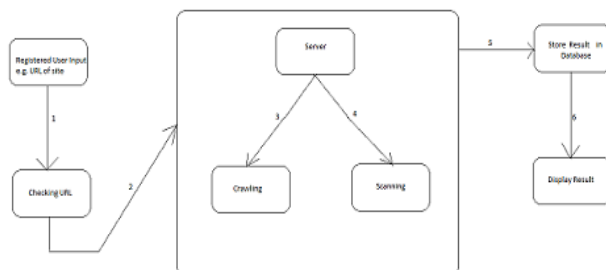 Registered User Input
e.g. URL of site
1
Checking URL
2
Server
3
4
Crawling
Scanning
5
Store Result in
Database
6
Display Result